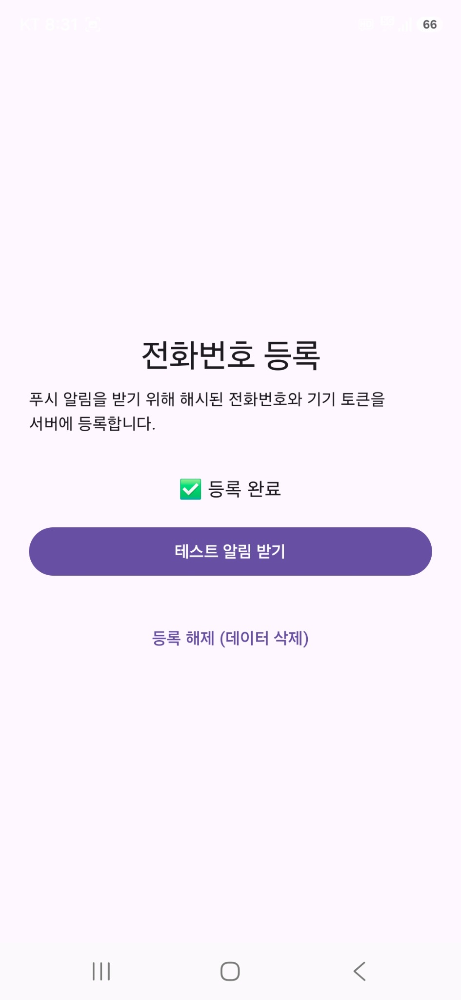 KT 8:31
66
전화번호 등록
푸시 알림을 받기 위해 해시된 전화번호와 기기 토큰을
서버에 등록합니다.
✅ 등록 완료
테스트 알림 받기
등록 해제 (데이터 삭제)